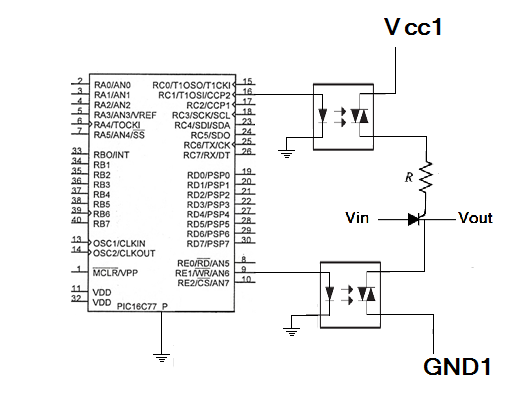 Vcc1
2 RA0/AN0 RC0/T1OSO/T1CKI 15
3 RA1/AN1 RC1/T1OSI/CCP2 16
4 RA2/AN2 RC2/CCP1 17
5 RA3/AN3/VREF RC3/SCK/SCL 18
6 RA4/TOCKI RC4/SDI/SDA 23
7 RA5/AN4/SS RC5/SDO 24
RC6/TX/CK 25
33 RBO/INT RC7/RX/DT 26
34 RB1
35 RB2 RD0/PSP0 19
36 RB3 RD1/PSP1 20
37 RB4 RD2/PSP2 21
38 RB5 RD3/PSP3 22
39 RB6 RD4/PSP4 27
40 RB7 RD5/PSP5 28
RD6/PSP6 29
13 OSC1/CLKIN RD7/PSP7 30
14 OSC2/CLKOUT
RE0/RD/AN5 8
1 MCLR/VPP RE1/WR/AN6 9
RE2/CS/AN7 10
11 VDD
32 VDD
PIC16C77 P
R
Vin Vout
GND1